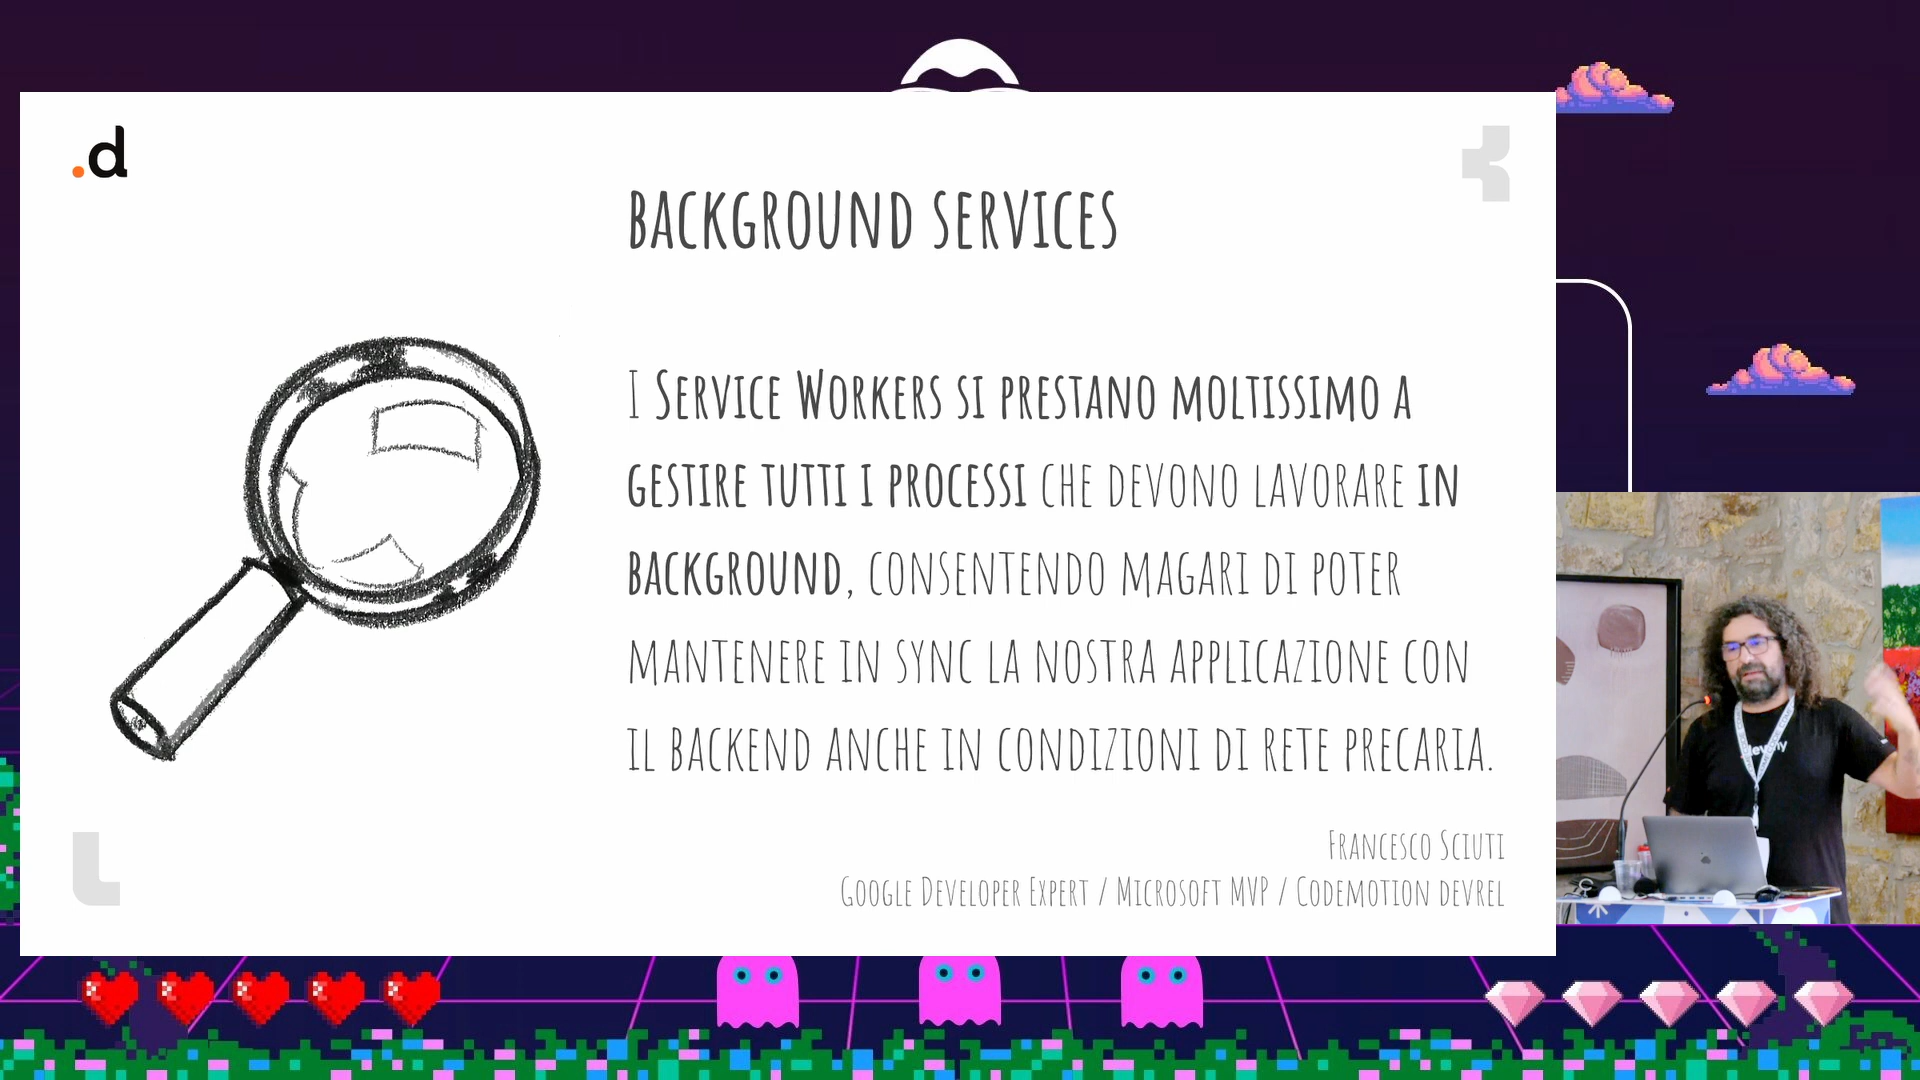 .d
BACKGROUND SERVICES
I SERVICE WORKERS SI PRESTANO MOLTISSIMO A
GESTIRE TUTTI I PROCESSI CHE DEVONO LAVORARE IN
BACKGROUND, CONSENTENDO MAGARI DI POTER
MANTENERE IN SYNC LA NOSTRA APPLICAZIONE CON
IL BACKEND ANCHE IN CONDIZIONI DI RETE PRECARIA.
FRANCESCO SCIUTI
GOOGLE DEVELOPER EXPERT / MICROSOFT MVP / CODEMOTION DEVREL